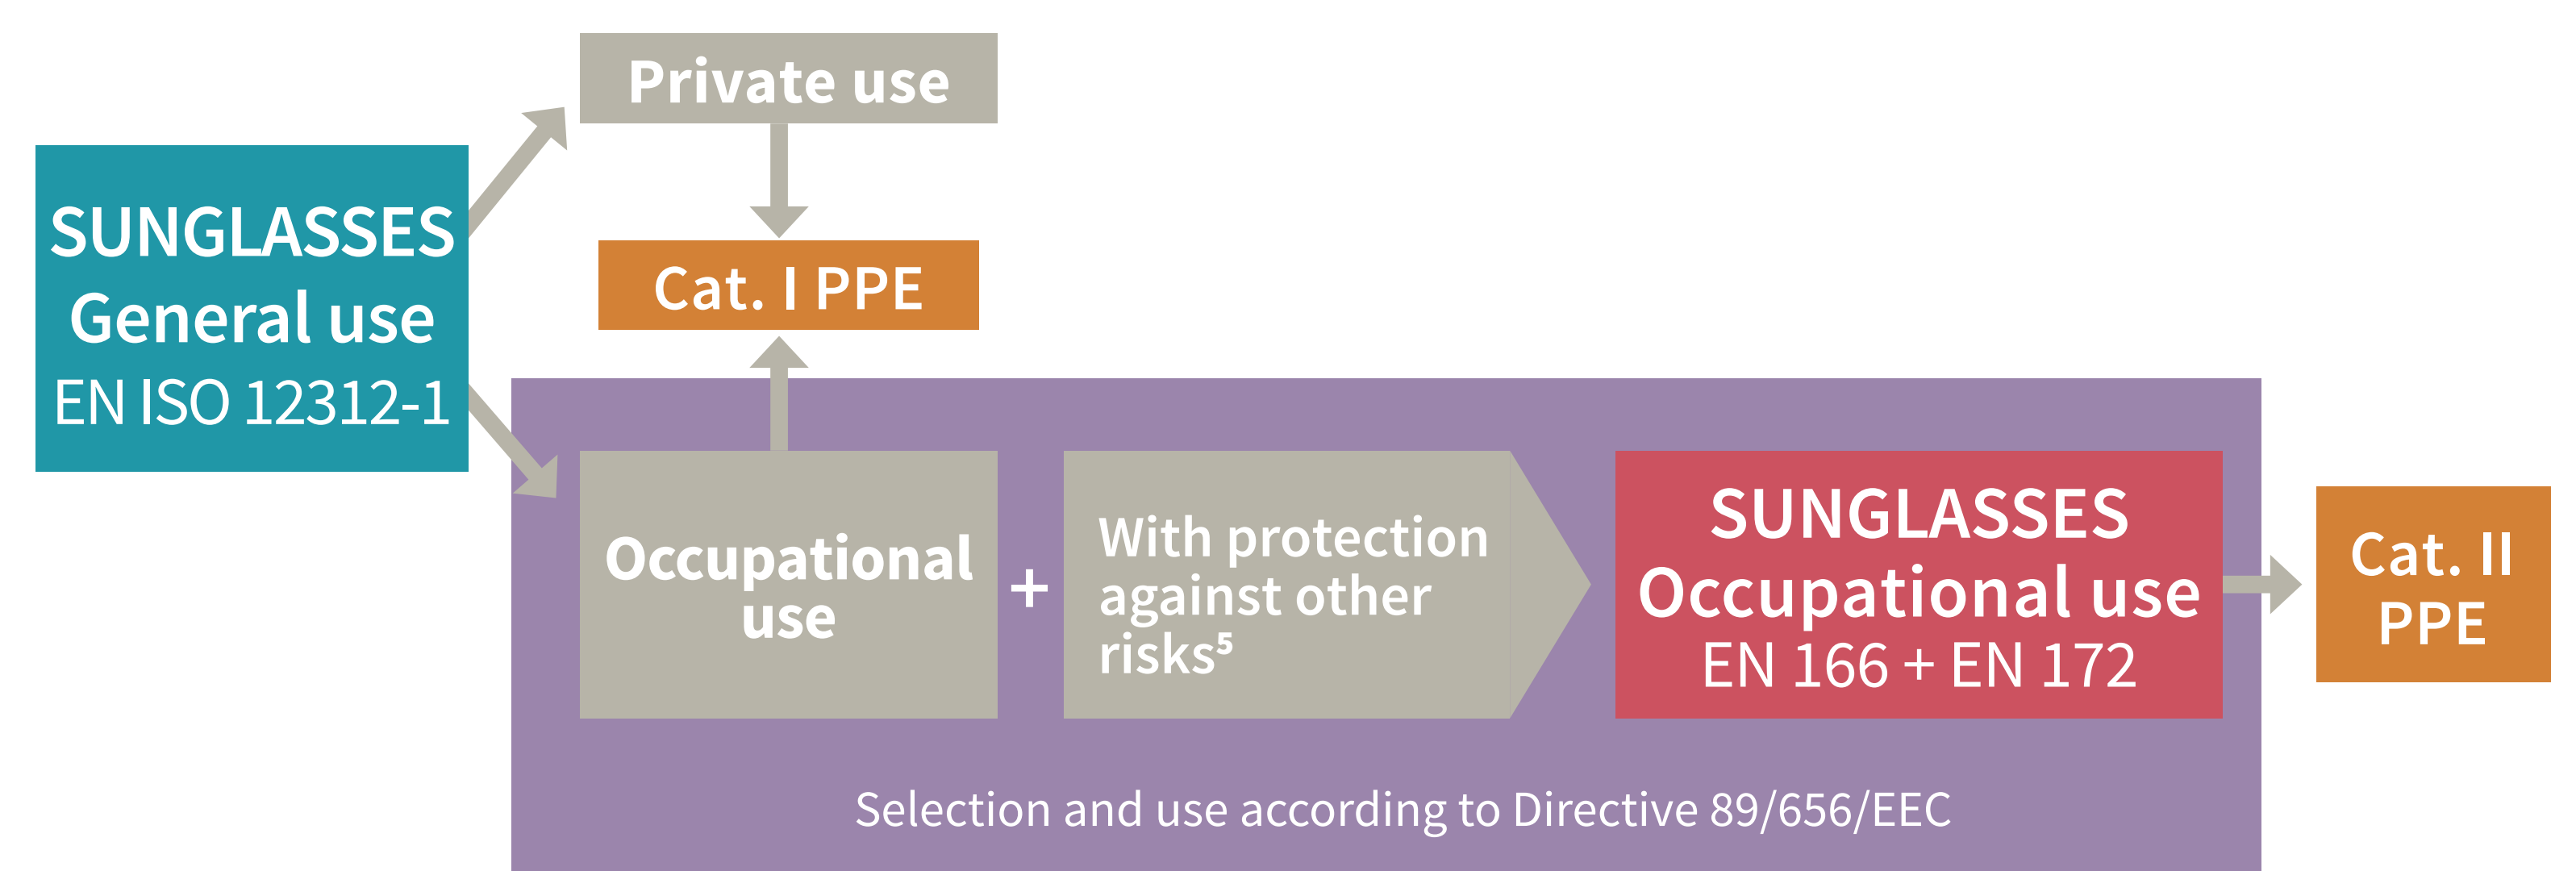 Private use
SUNGLASSES
General use
EN ISO 12312-1
Cat. I PPE
Occupational
use
+
With protection
against other
risks⁵
SUNGLASSES
Occupational use
EN 166 + EN 172
Cat. II
PPE
Selection and use according to Directive 89/656/EEC